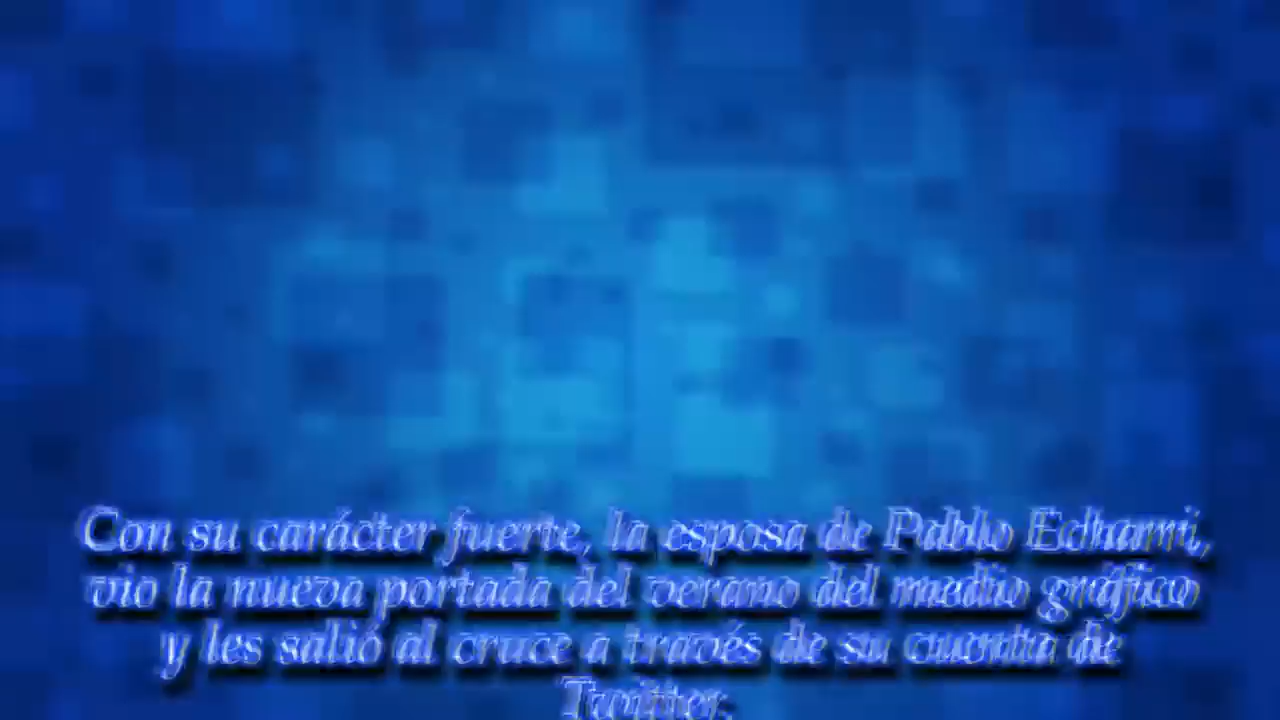 Con su carácter fuerte, la esposa de Pablo Echarri,
vio la nueva portada del verano del medio gráfico
y les salió al cruce a través de su cuenta de
Twitter.